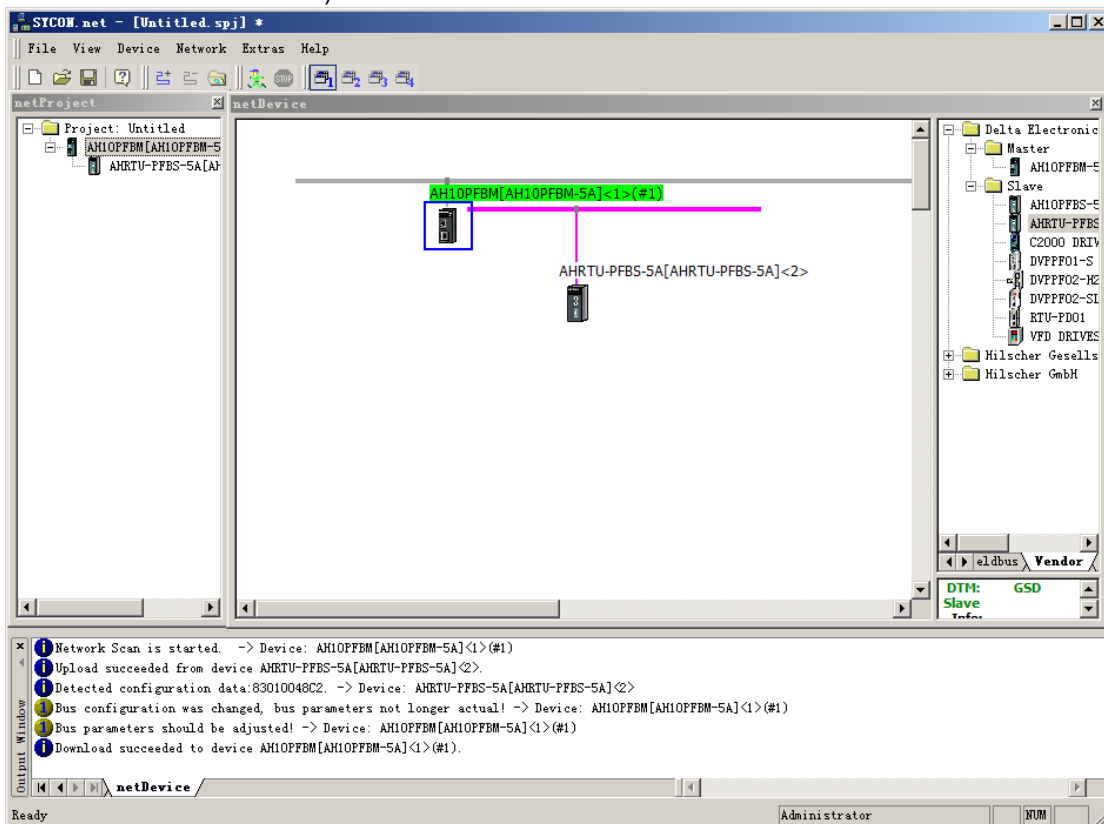 SYCON.net - [Untitled.spj] *
File View Device Network Extras Help
netProject
netDevice
Project: Untitled
AH10PFBM[AH10PFBM-5
AHRTU-PFBS-5A[AH
AH10PFBM[AH10PFBM-5A]<1>(#1)
AHRTU-PFBS-5A[AHRTU-PFBS-5A]<2>
Delta Electronic
Master
AH10PFBM-5
Slave
AH10PFBS-5
AHRTU-PFBS
C2000 DRIV
DVPPF01-S
DVPPF02-H2
DVPPF02-SL
RTU-PD01
VFD DRIVES
Hilscher Gesells
Hilscher GmbH
eldbus Vendor
DTM: GSD
Slave
Network Scan is started. -> Device: AH10PFBM[AH10PFBM-5A]<1>(#1)
Upload succeeded from device AHRTU-PFBS-5A[AHRTU-PFBS-5A]<2>.
Detected configuration data:83010048C2. -> Device: AHRTU-PFBS-5A[AHRTU-PFBS-5A]<2>
Bus configuration was changed, bus parameters not longer actual! -> Device: AH10PFBM[AH10PFBM-5A]<1>(#1)
Bus parameters should be adjusted! -> Device: AH10PFBM[AH10PFBM-5A]<1>(#1)
Download succeeded to device AH10PFBM[AH10PFBM-5A]<1>(#1).
Output Window
netDevice
Ready
Administrator
NUM